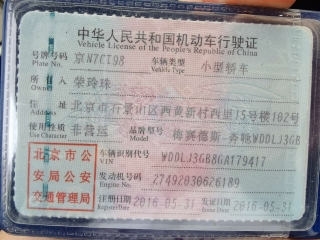 中华人民共和国机动车行驶证
Vehicle License of the People's Republic of China
号牌号码 Plate No. 京N7CT98 车辆类型 Vehicle Type 小型轿车
所有人 Owner 荣玲珠
住址 Address 北京市石景山区西黄新村西里15号楼102号
使用性质 Use Character 非营运 品牌型号 Model 梅赛德斯-奔驰WDDLJ3GB
北京市公
安局公安
交通管理局
车辆识别代号 VIN WDDLJ3GB8GA179417
发动机号码 Engine No. 27492030626189
注册日期 Register Date 2016-05-31 发证日期 Issue Date 2016-05-31